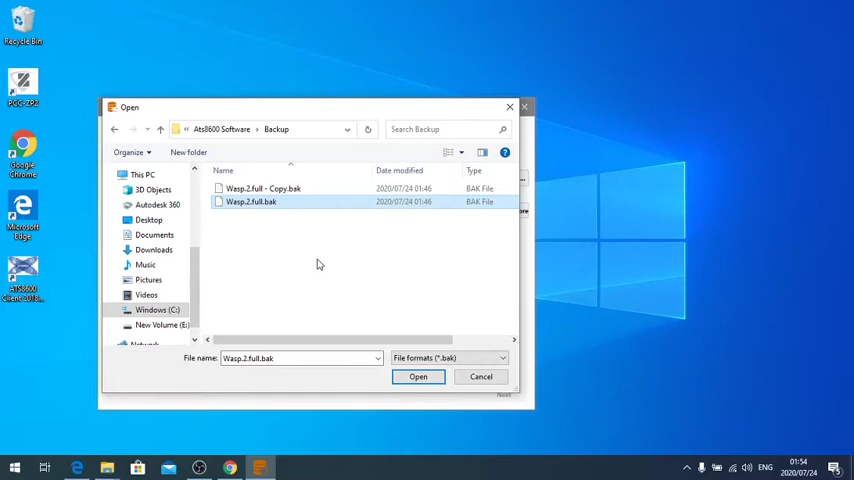 Recycle Bin
PCC-ZP2
Google
Chrome
Microsoft
Edge
ATS8600
Client 2018...
Open
« Ats8600 Software > Backup
Search Backup
Organize
New folder
Name
Date modified
Type
Wasp.2.full - Copy.bak
2020/07/24 01:46
BAK File
Wasp.2.full.bak
2020/07/24 01:46
BAK File
This PC
3D Objects
Autodesk 360
Desktop
Documents
Downloads
Music
Pictures
Videos
Windows (C:)
New Volume (E:)
...
ore
File name:
Wasp.2.full.bak
File formats (*.bak)
Open
Cancel
Next
ENG
01:54
2020/07/24
5